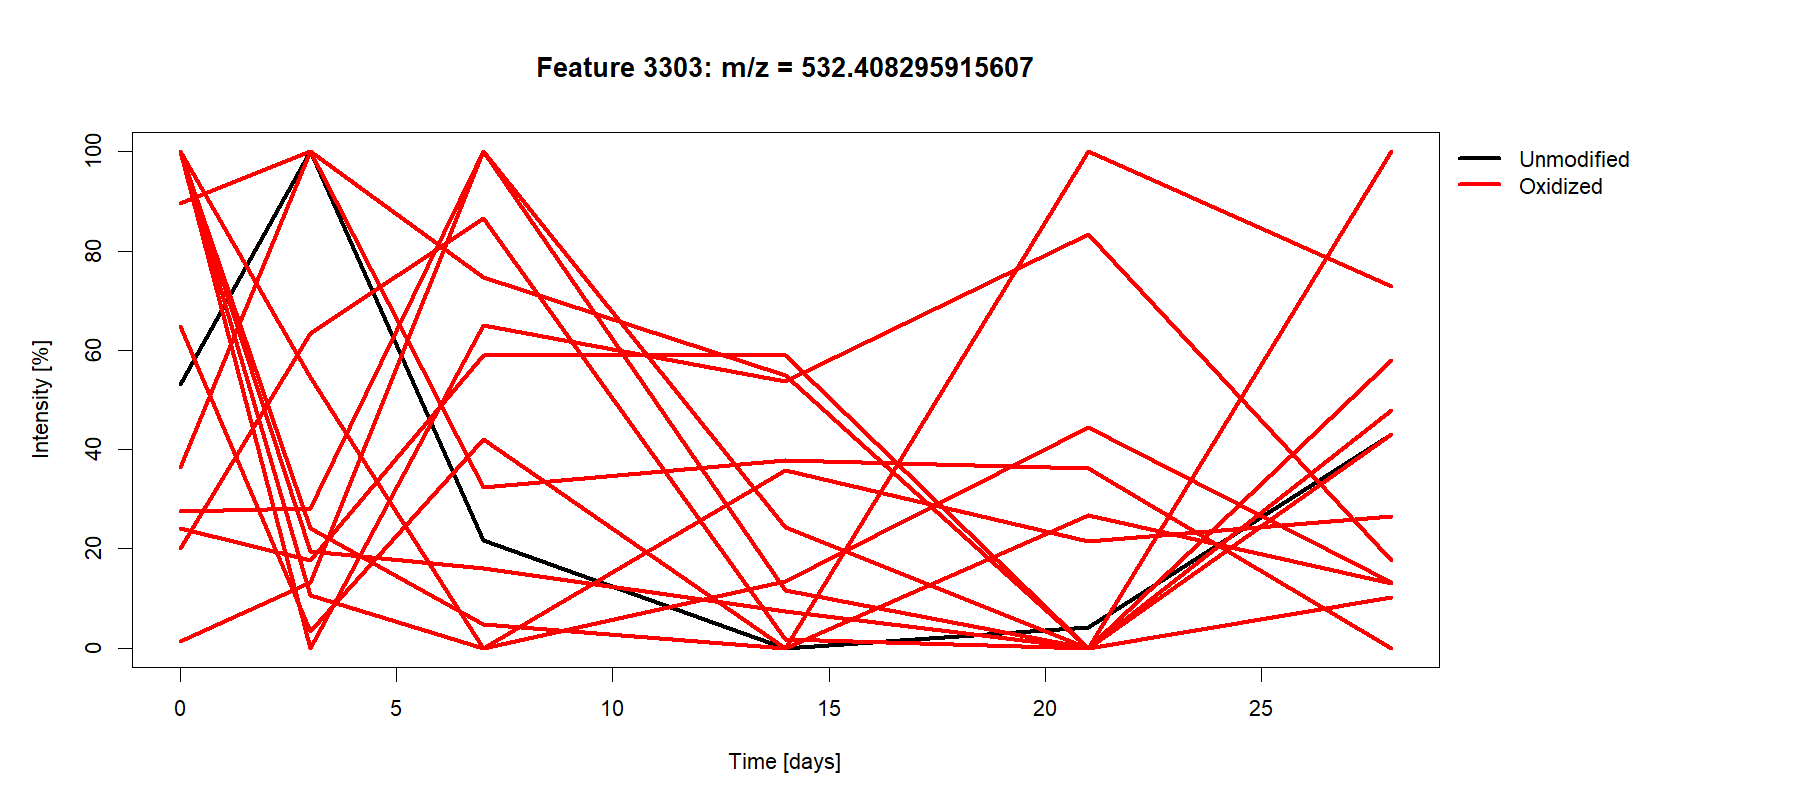 Feature 3303: m/z = 532.408295915607
Unmodified
Oxidized
Intensity [%]
100
80
60
40
20
0
0 5 10 15 20 25
Time [days]